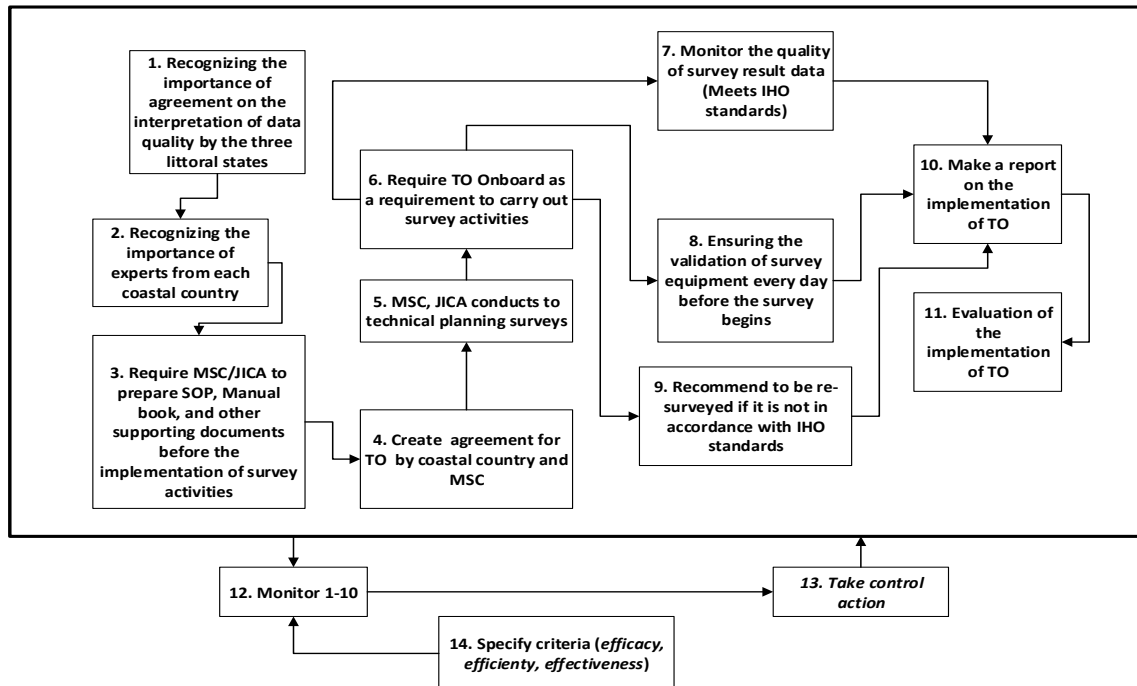 1. Recognizing the
importance of
agreement on the
interpretation of data
quality by the three
littoral states
2. Recognizing the
importance of
experts from each
coastal country
3. Require MSC/JICA to
prepare SOP, Manual
book, and other
supporting documents
before the
implementation of survey
activities
4. Create agreement for
TO by coastal country and
MSC
5. MSC, JICA conducts to
technical planning surveys
6. Require TO Onboard as
a requirement to carry out
survey activities
7. Monitor the quality
of survey result data
(Meets IHO
standards)
8. Ensuring the
validation of survey
equipment every day
before the survey
begins
9. Recommend to be re-
surveyed if it is not in
accordance with IHO
standards
10. Make a report
on the
implementation
of TO
11. Evaluation of
the
implementation
of TO
12. Monitor 1-10
13. Take control
action
14. Specify criteria (efficacy,
efficienty, effectiveness)